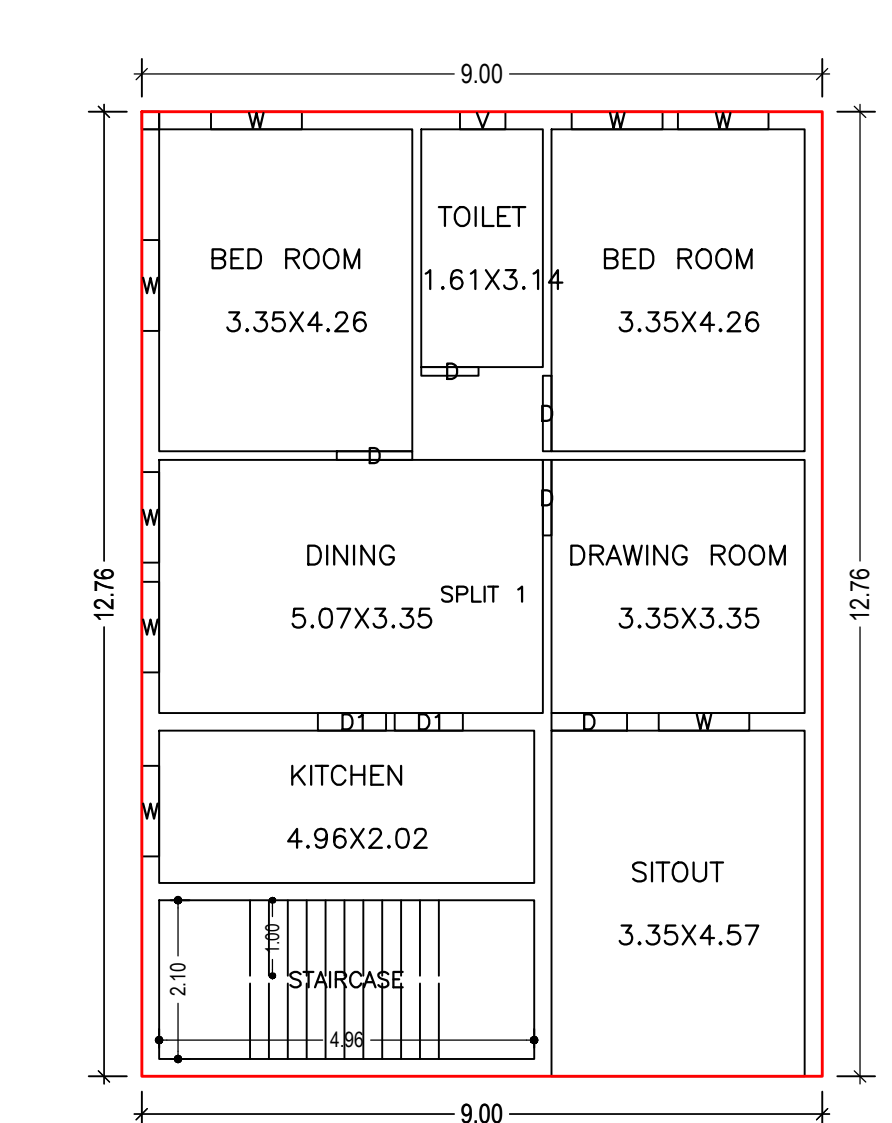 9.00
W
V
W
W
TOILET
1.61X3.14
BED ROOM
3.35X4.26
BED ROOM
3.35X4.26
W
D
D
D
D
W
DINING
5.07X3.35
SPLIT 1
DRAWING ROOM
3.35X3.35
12.76
12.76
W
D1
D1
D
W
KITCHEN
4.96X2.02
W
SITOUT
3.35X4.57
1.00
2.10
STAIRCASE
4.96
9.00